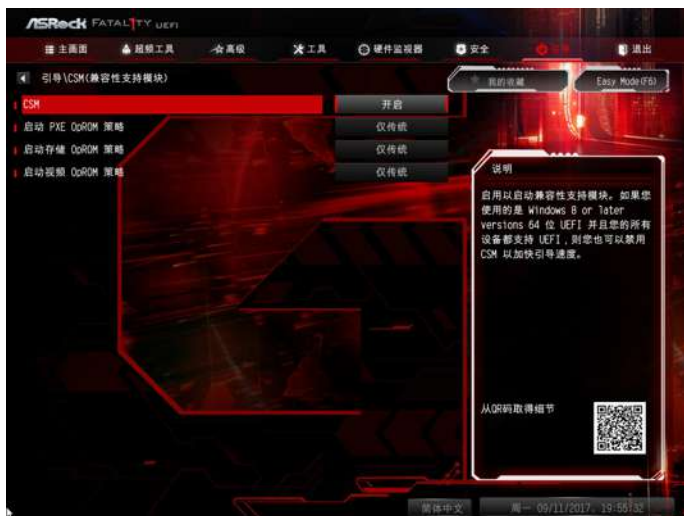 ASRock FATAL1TY UEFI
主画面 超频工具 高级 工具 硬件监视器 安全 引导 退出
引导\CSM(兼容性支持模块)
我的收藏 Easy Mode(F6)
CSM 开启
启动 PXE OpROM 策略 仅传统
启动存储 OpROM 策略 仅传统
启动视频 OpROM 策略 仅传统
说明
启用以启动兼容性支持模块。如果您
使用的是 Windows 8 or later
versions 64 位 UEFI 并且您的所有
设备都支持 UEFI，则您也可以禁用
CSM 以加快引导速度。
从QR码取得细节
简体中文 周一 09/11/2017, 19:55:32